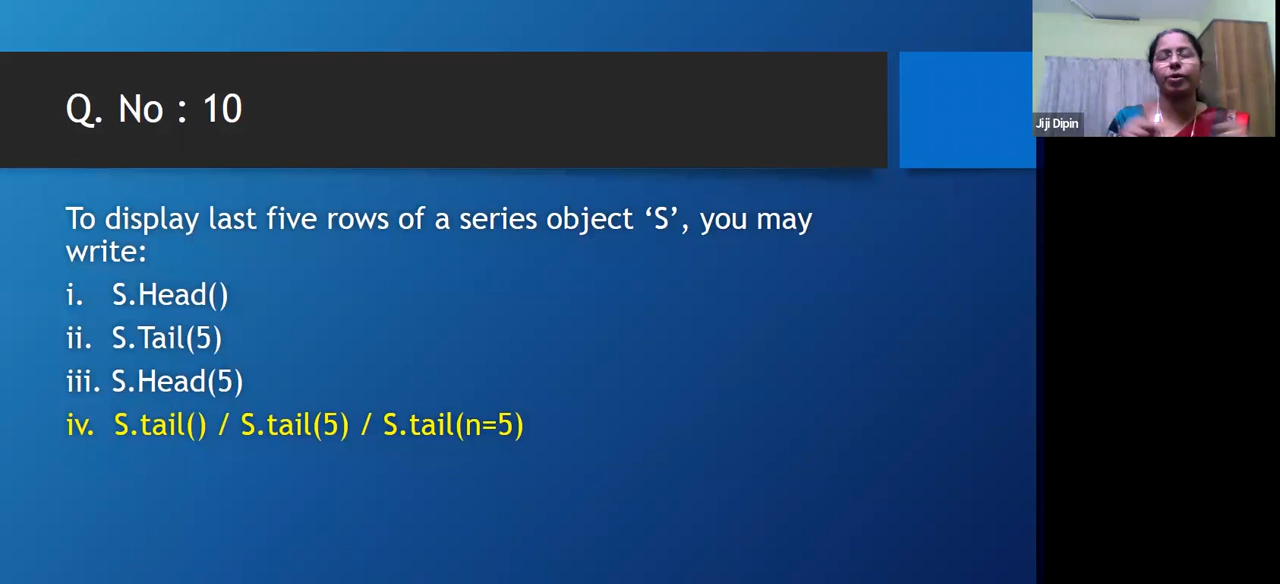 Q. No : 10
Jiji Dipin
To display last five rows of a series object ‘S’, you may
write:
i. S.Head()
ii. S.Tail(5)
iii. S.Head(5)
iv. S.tail() / S.tail(5) / S.tail(n=5)